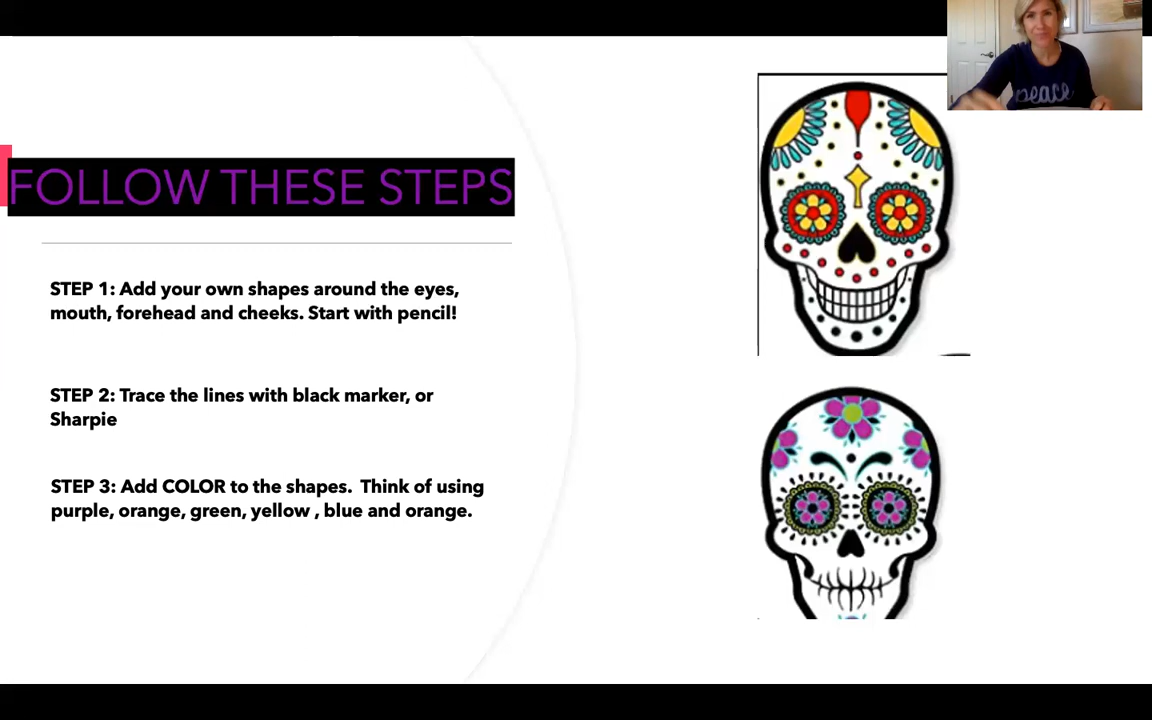 FOLLOW THESE STEPS
STEP 1: Add your own shapes around the eyes,
mouth, forehead and cheeks. Start with pencil!
STEP 2: Trace the lines with black marker, or
Sharpie
STEP 3: Add COLOR to the shapes.  Think of using
purple, orange, green, yellow , blue and orange.
peace